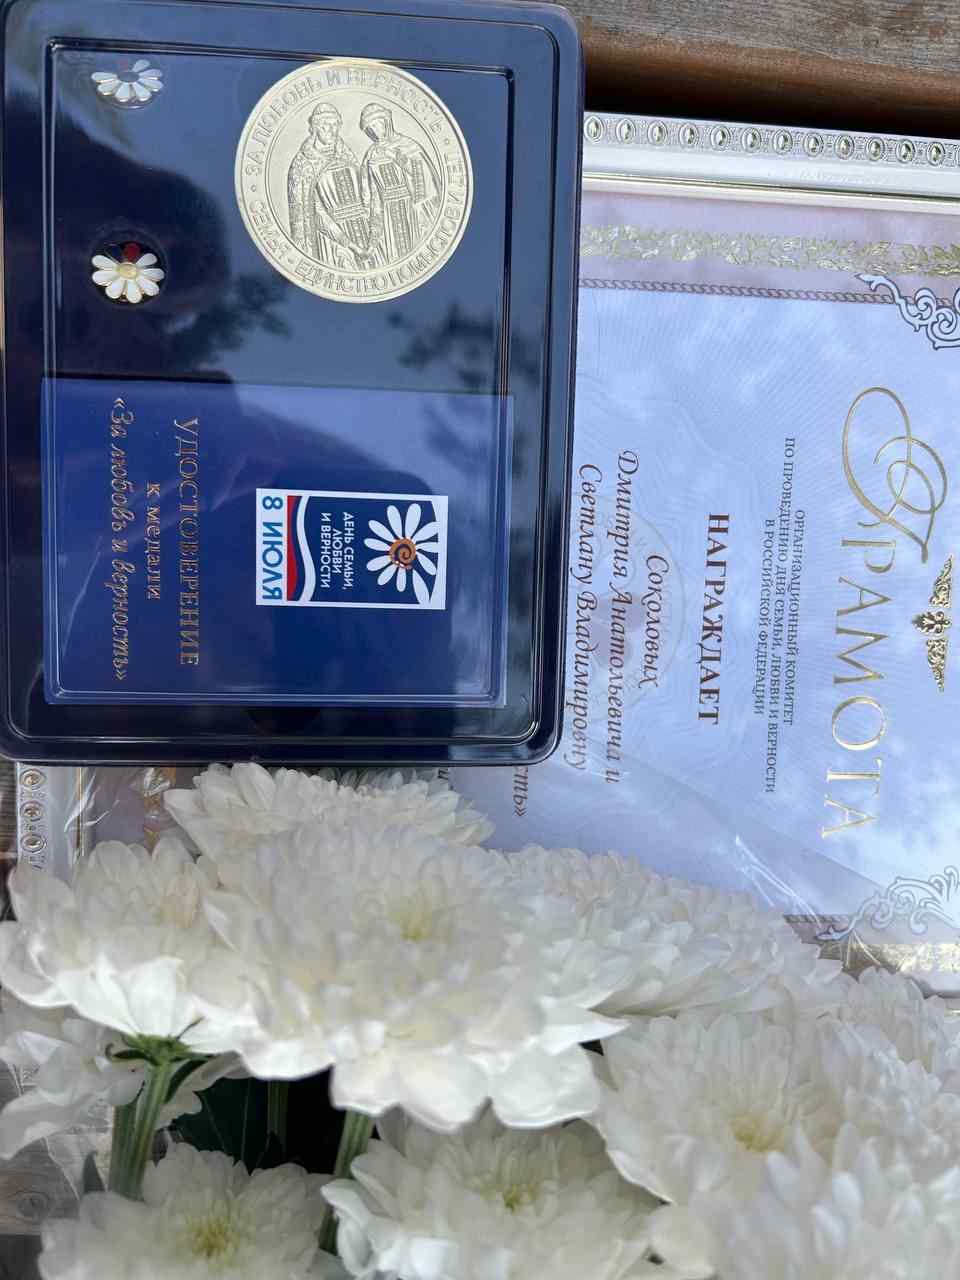 ГРАМОТА
ОРГАНИЗАЦИОННЫЙ КОМИТЕТ
ПО ПРОВЕДЕНИЮ ДНЯ СЕМЬИ, ЛЮБВИ И ВЕРНОСТИ
В РОССИЙСКОЙ ФЕДЕРАЦИИ
НАГРАЖДАЕТ
Соколовых
Дмитрия Анатольевича и
Светлану Владимировну
ость»
ЗА ЛЮБОВЬ И ВЕРНОСТЬ · СЕМЬЯ · ЕДИНСТВО ПОМЫСЛОВ И ДЕЛ
ДЕНЬ СЕМЬИ,
ЛЮБВИ
И ВЕРНОСТИ
8 ИЮЛЯ
УДОСТОВЕРЕНИЕ
к медали
«За любовь и верность»